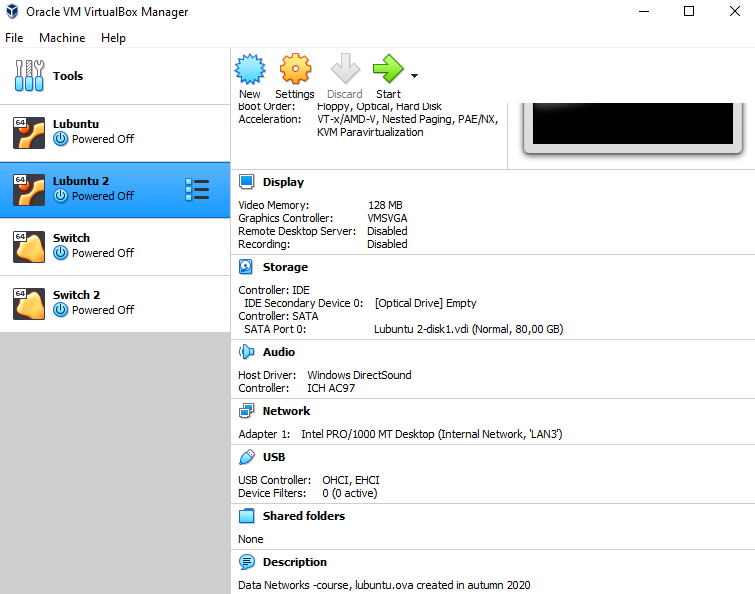 Oracle VM VirtualBox Manager
File Machine Help
Tools
New Settings Discard Start
64 Lubuntu
Powered Off
64 Lubuntu 2
Powered Off
64 Switch
Powered Off
64 Switch 2
Powered Off
Boot Order: Floppy, Optical, Hard Disk
Acceleration: VT-x/AMD-V, Nested Paging, PAE/NX,
KVM Paravirtualization
Display
Video Memory: 128 MB
Graphics Controller: VMSVGA
Remote Desktop Server: Disabled
Recording: Disabled
Storage
Controller: IDE
IDE Secondary Device 0: [Optical Drive] Empty
Controller: SATA
SATA Port 0: Lubuntu 2-disk1.vdi (Normal, 80,00 GB)
Audio
Host Driver: Windows DirectSound
Controller: ICH AC97
Network
Adapter 1: Intel PRO/1000 MT Desktop (Internal Network, 'LAN3')
USB
USB Controller: OHCI, EHCI
Device Filters: 0 (0 active)
Shared folders
None
Description
Data Networks -course, lubuntu.ova created in autumn 2020